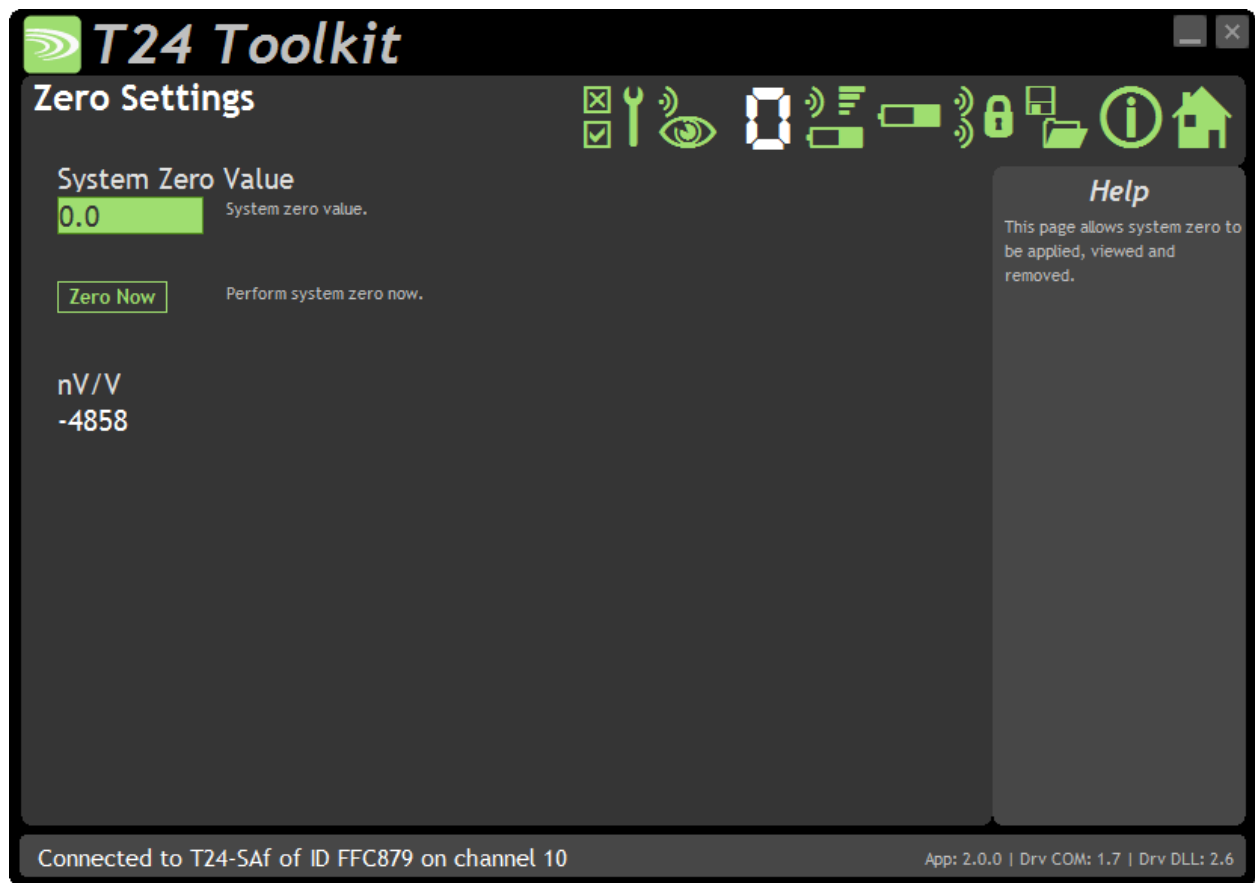 T24 Toolkit
Zero Settings
0
System Zero Value
0.0
System zero value.
Zero Now
Perform system zero now.
nV/V
-4858
Help
This page allows system zero to
be applied, viewed and
removed.
Connected to T24-SAf of ID FFC879 on channel 10
App: 2.0.0 | Drv COM: 1.7 | Drv DLL: 2.6